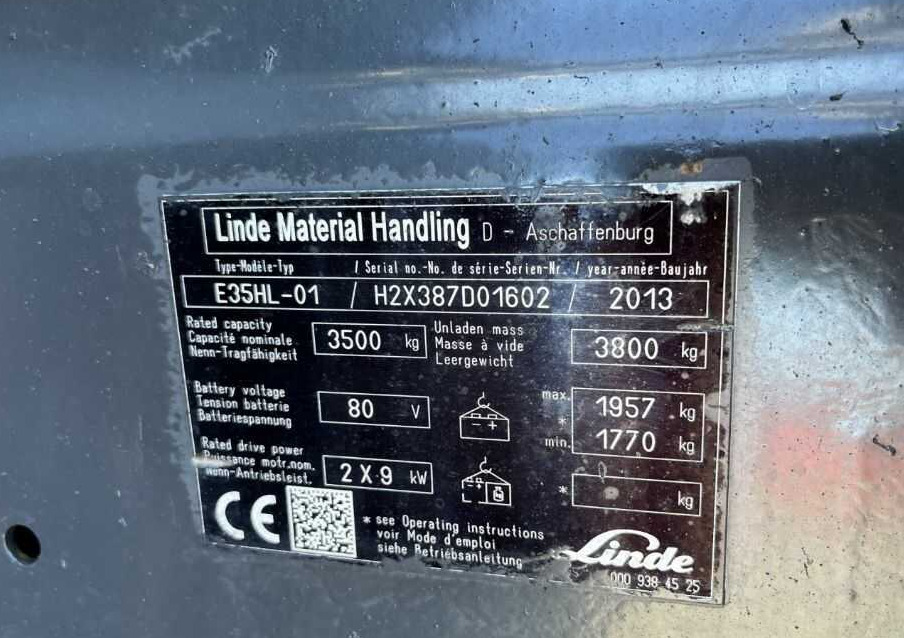 Linde Material Handling D - Aschaffenburg
Type-Modèle-Typ / Serial no.-No. de série-Serien-Nr. / year-année-Baujahr
E35HL-01 / H2X387D01602 / 2013
Rated capacity
Capacité nominale
Nenn-Tragfähigkeit
3500 kg
Unladen mass
Masse à vide
Leergewicht
3800 kg
Battery voltage
Tension batterie
Batteriespannung
80 V
- +
max. 1957 kg
*
min. 1770 kg
Rated drive power
Puissance motr.nom.
Nenn-Antriebsleist.
2 X 9 kW
* kg
CE
* see Operating instructions
voir Mode d'emploi
siehe Betriebsanleitung
Linde
000 938 45 25